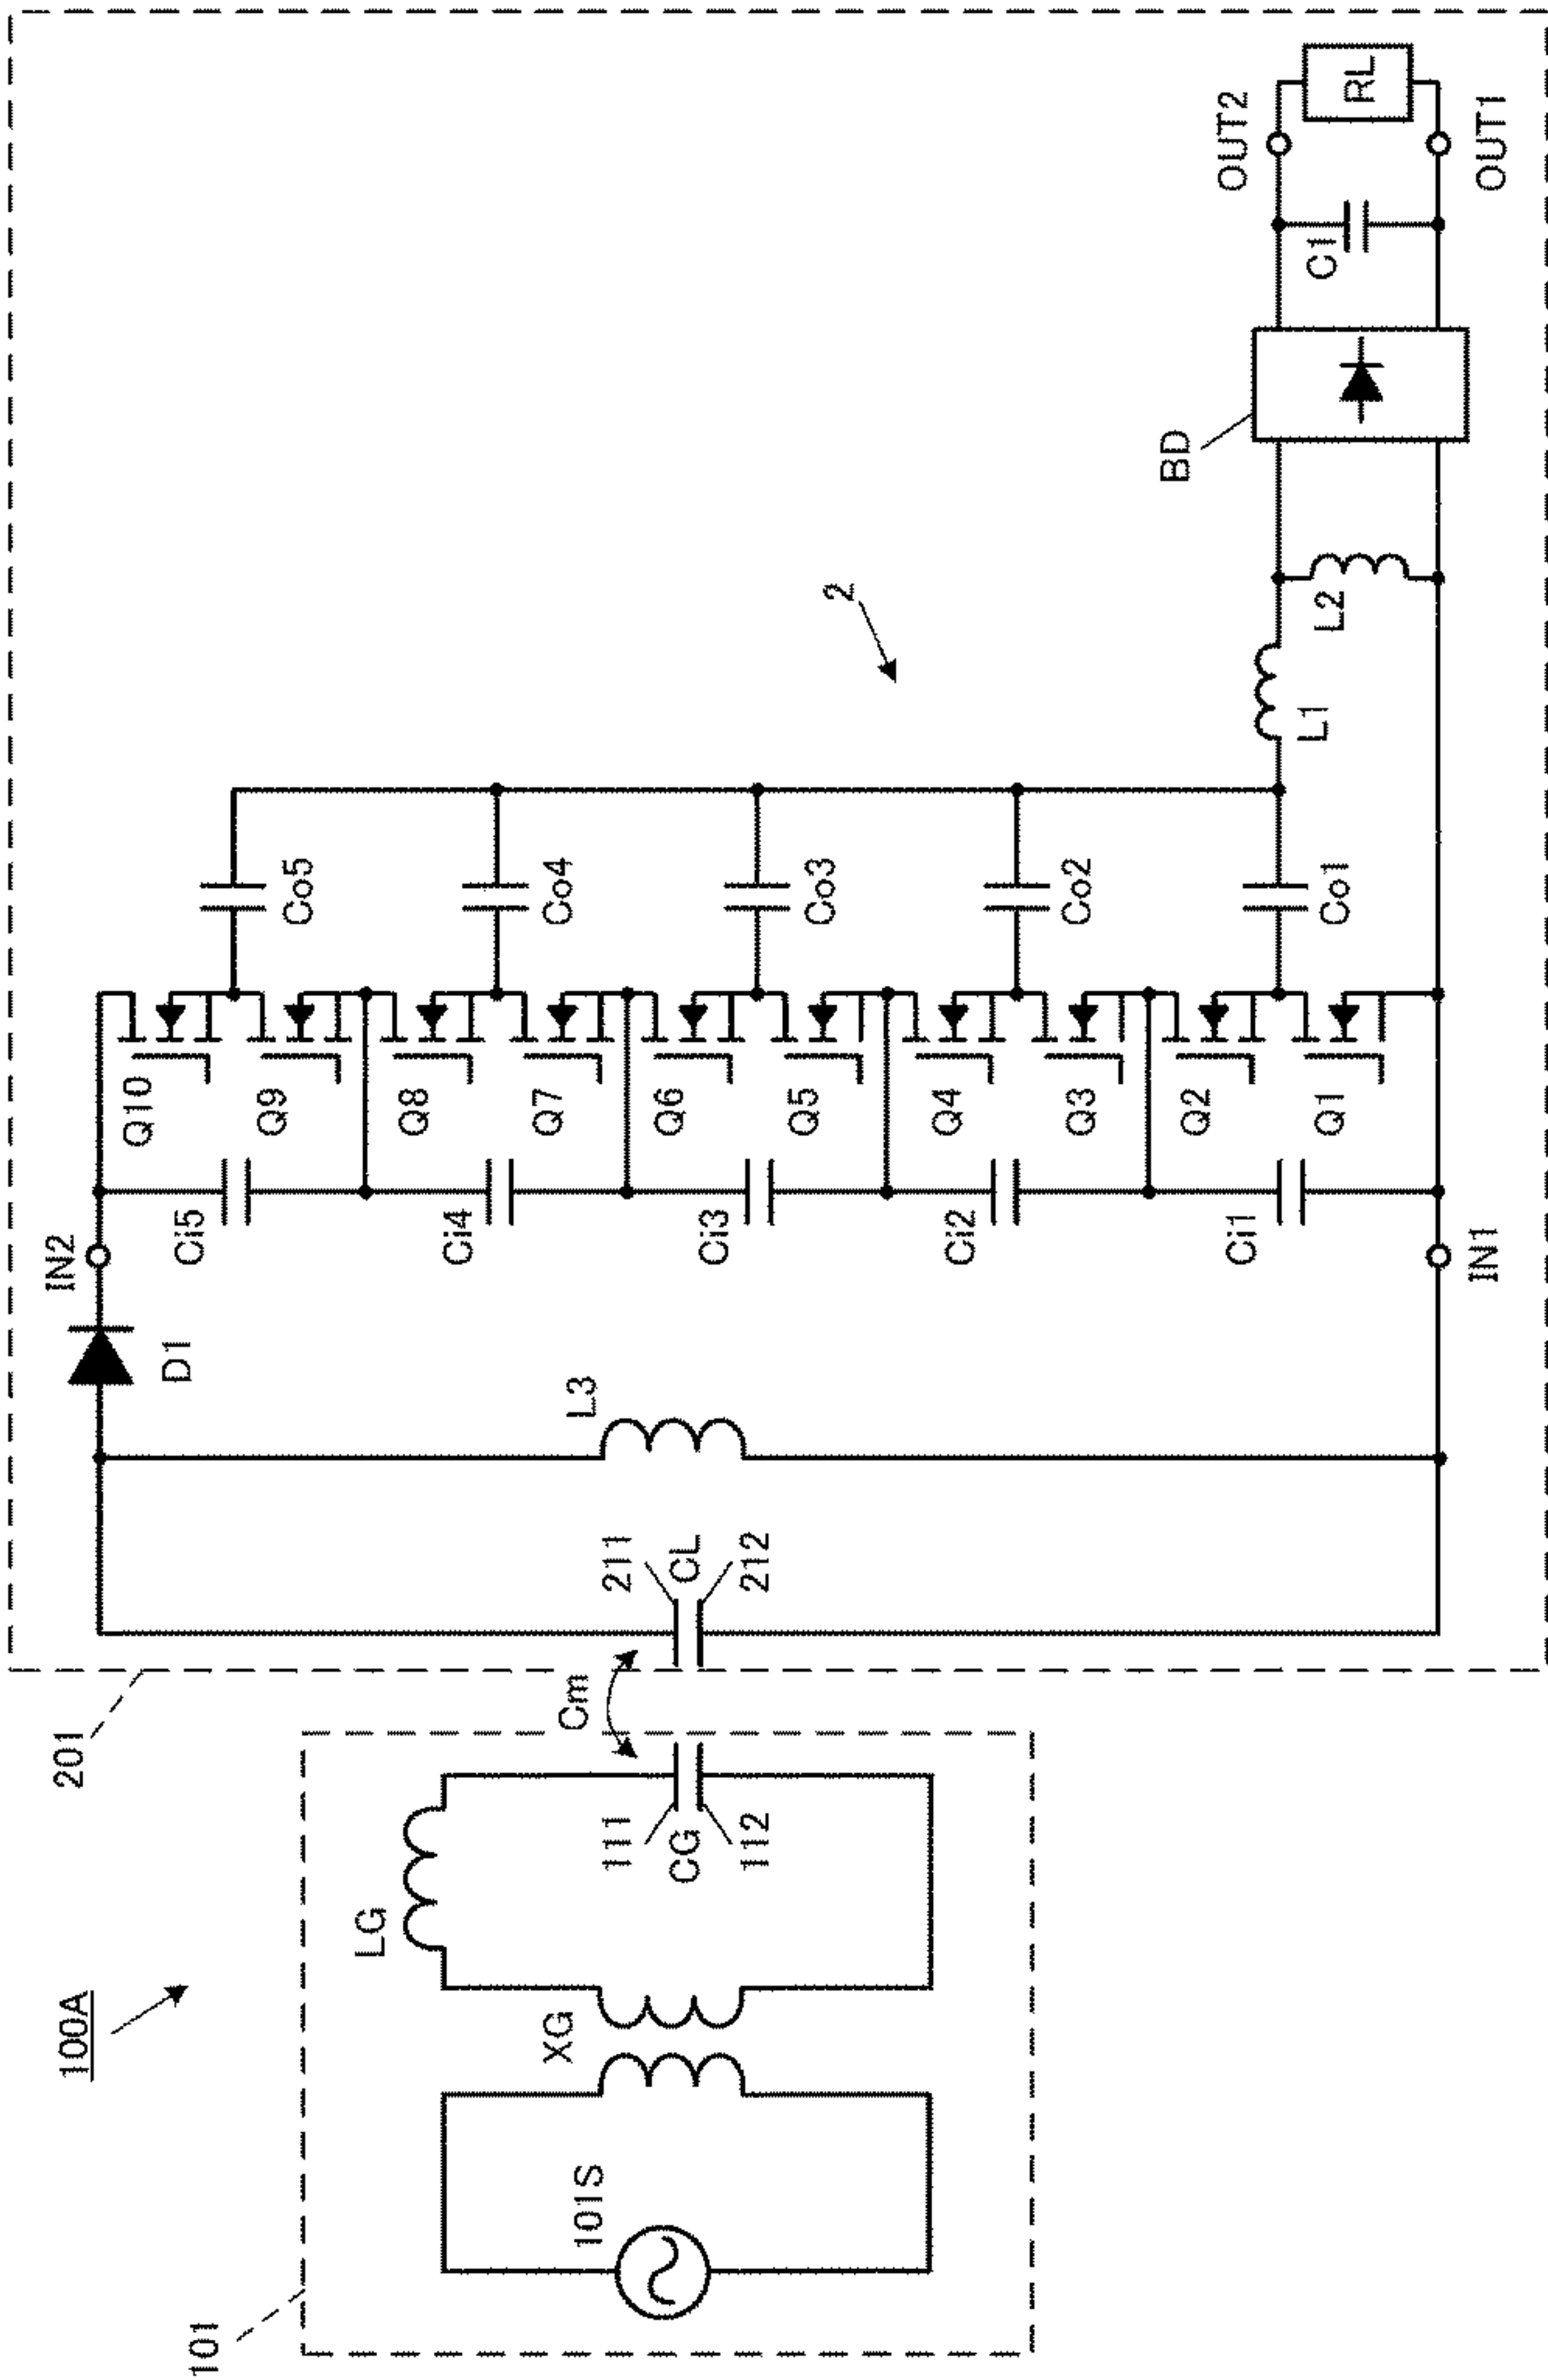 100A
101
101S
XG
LG
111
CG
112
Cm
201
211
CL
212
L3
D1
IN2
IN1
Ci5
Ci4
Ci3
Ci2
Ci1
Q10
Q9
Q8
Q7
Q6
Q5
Q4
Q3
Q2
Q1
Co5
Co4
Co3
Co2
Co1
2
L1
L2
BD
C1
OUT2
OUT1
RL